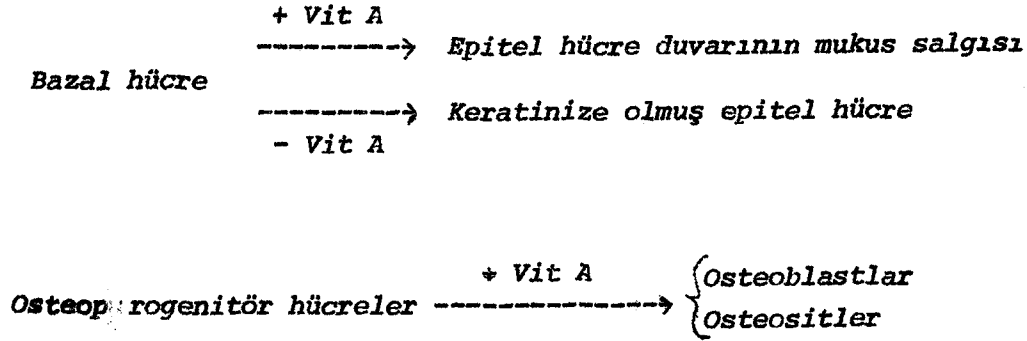 + Vit A
---------> Epitel hücre duvarının mukus salgısı
Bazal hücre
---------> Keratinize olmuş epitel hücre
- Vit A
+ Vit A
Osteoprogenitör hücreler --------------> {Osteoblastlar
{Osteositler